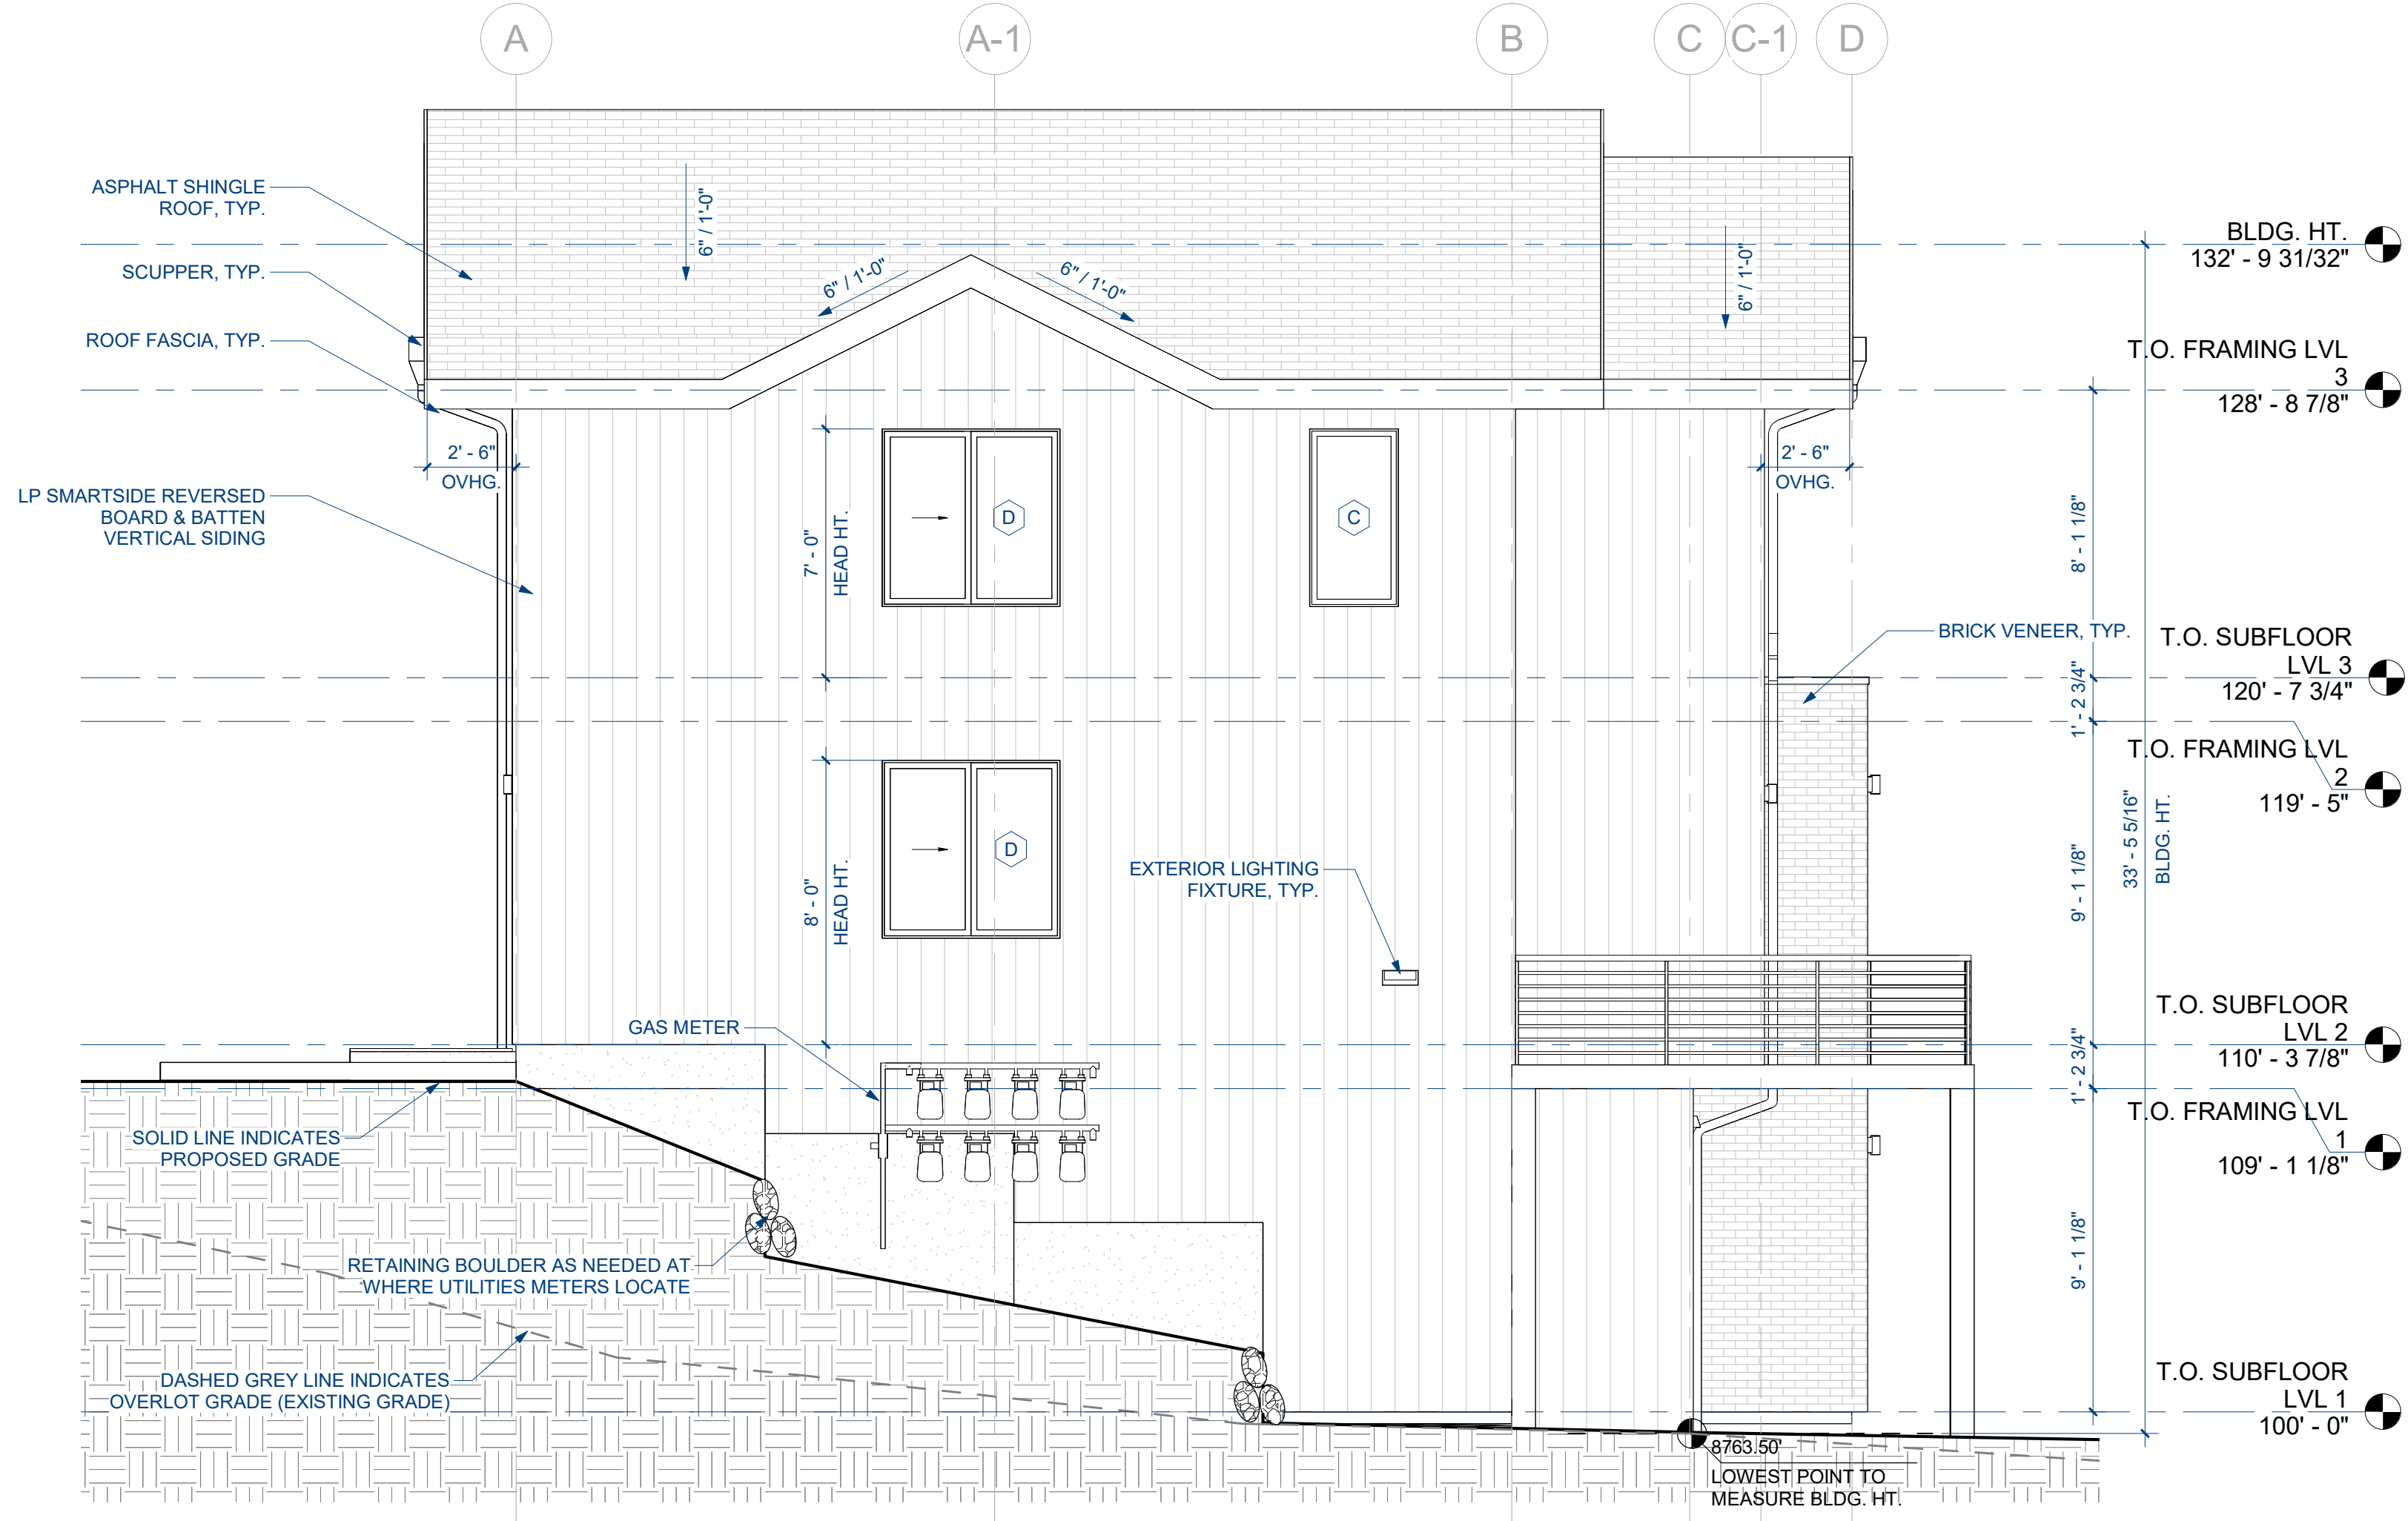 A
A-1
B
C
C-1
D
ASPHALT SHINGLE
ROOF, TYP.
SCUPPER, TYP.
ROOF FASCIA, TYP.
LP SMARTSIDE REVERSED
BOARD & BATTEN
VERTICAL SIDING
6" / 1'-0"
6" / 1'-0"
6" / 1'-0"
6" / 1'-0"
2' - 6"
OVHG.
2' - 6"
OVHG.
7' - 0"
HEAD HT.
D
C
8' - 0"
HEAD HT.
D
EXTERIOR LIGHTING
FIXTURE, TYP.
GAS METER
BRICK VENEER, TYP.
SOLID LINE INDICATES
PROPOSED GRADE
RETAINING BOULDER AS NEEDED AT
WHERE UTILITIES METERS LOCATE
DASHED GREY LINE INDICATES
OVERLOT GRADE (EXISTING GRADE)
8763.50'
LOWEST POINT TO
MEASURE BLDG. HT.
8' - 1 1/8"
1' - 2 3/4"
9' - 1 1/8"
1' - 2 3/4"
9' - 1 1/8"
33' - 5 5/16"
BLDG. HT.
BLDG. HT.
132' - 9 31/32"
T.O. FRAMING LVL
3
128' - 8 7/8"
T.O. SUBFLOOR
LVL 3
120' - 7 3/4"
T.O. FRAMING LVL
2
119' - 5"
T.O. SUBFLOOR
LVL 2
110' - 3 7/8"
T.O. FRAMING LVL
1
109' - 1 1/8"
T.O. SUBFLOOR
LVL 1
100' - 0"